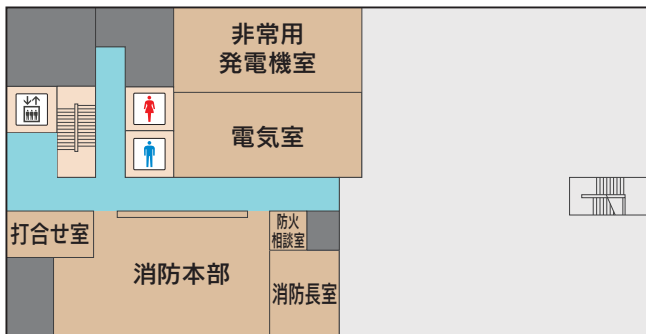 非常用
発電機室
電気室
打合せ室
消防本部
防火
相談室
消防長室